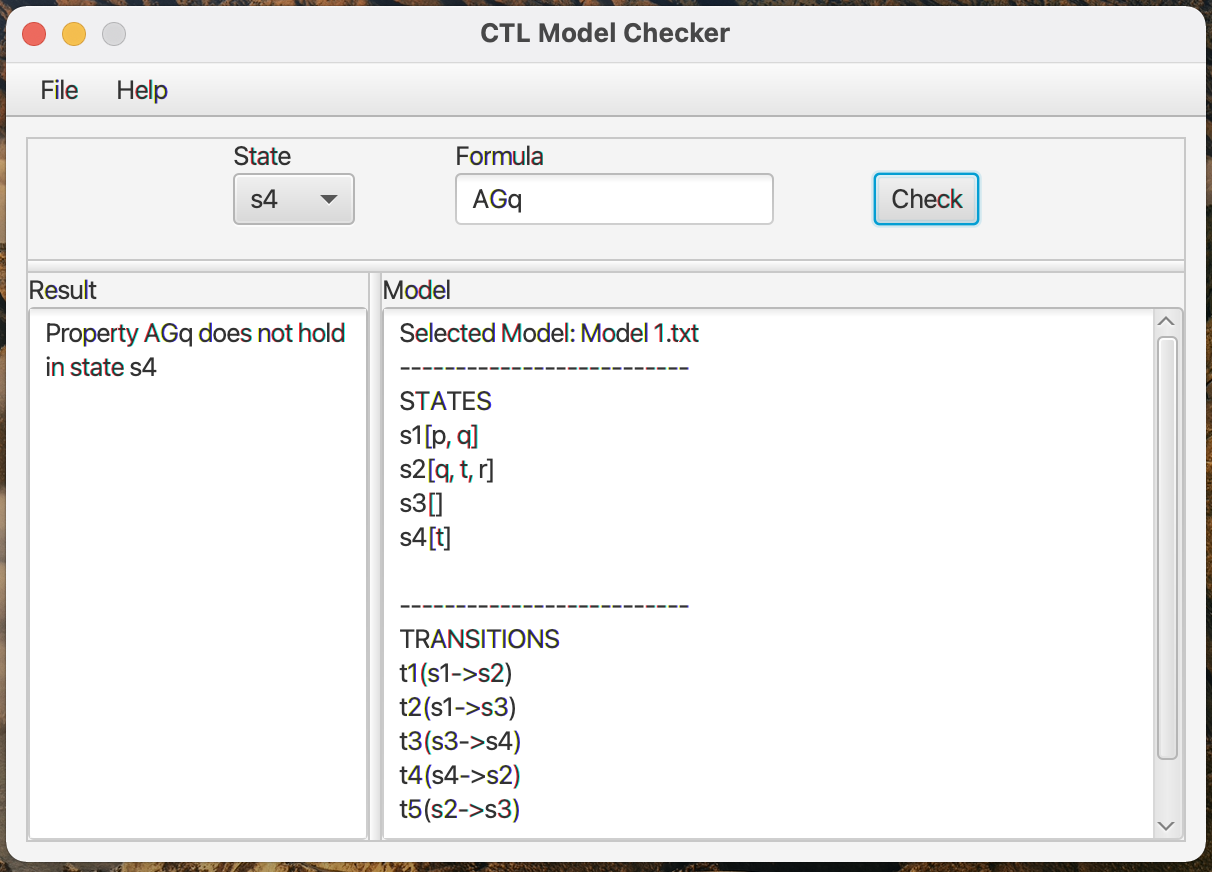 CTL Model Checker
File Help
State Formula
s4 AGq Check
Result
Property AGq does not hold
in state s4
Model
Selected Model: Model 1.txt
--------------------------
STATES
s1[p, q]
s2[q, t, r]
s3[]
s4[t]
--------------------------
TRANSITIONS
t1(s1->s2)
t2(s1->s3)
t3(s3->s4)
t4(s4->s2)
t5(s2->s3)